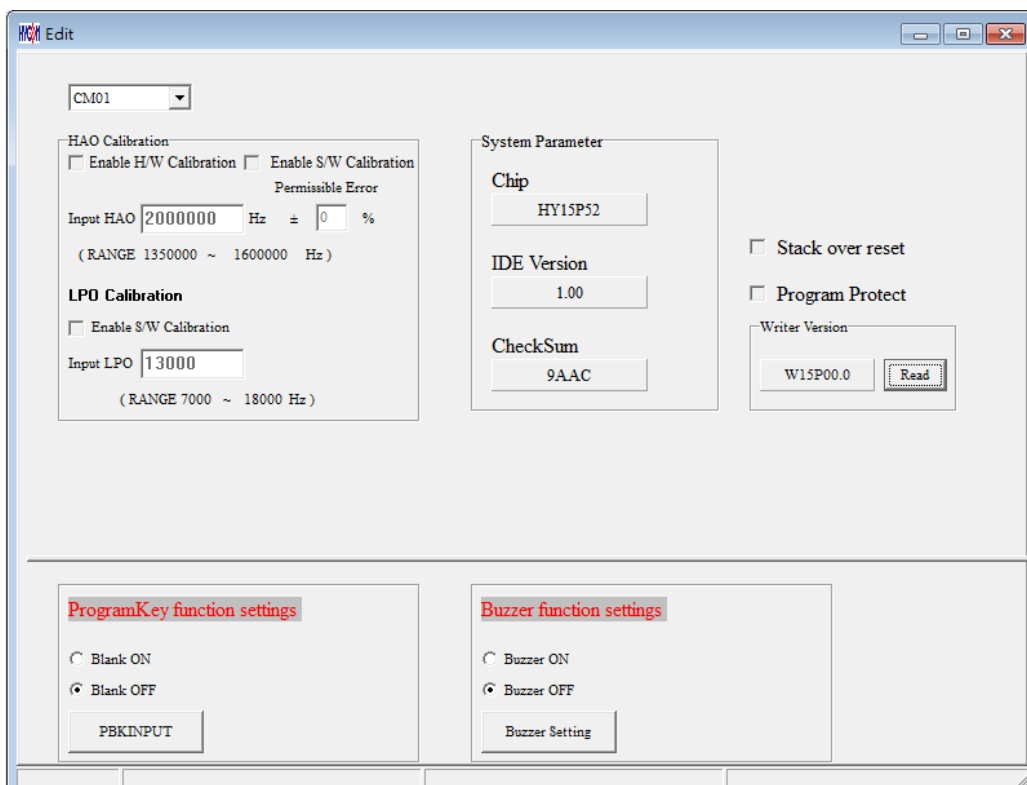 HYCON Edit
CM01
HAO Calibration
Enable H/W Calibration Enable S/W Calibration
Permissible Error
Input HAO 2000000 Hz ± 0 %
( RANGE 1350000 ~ 1600000 Hz )
LPO Calibration
Enable S/W Calibration
Input LPO 13000
( RANGE 7000 ~ 18000 Hz )
System Parameter
Chip
HY15P52
IDE Version
1.00
CheckSum
9AAC
Stack over reset
Program Protect
Writer Version
W15P00.0 Read
ProgramKey function settings
Blank ON
Blank OFF
PBKINPUT
Buzzer function settings
Buzzer ON
Buzzer OFF
Buzzer Setting